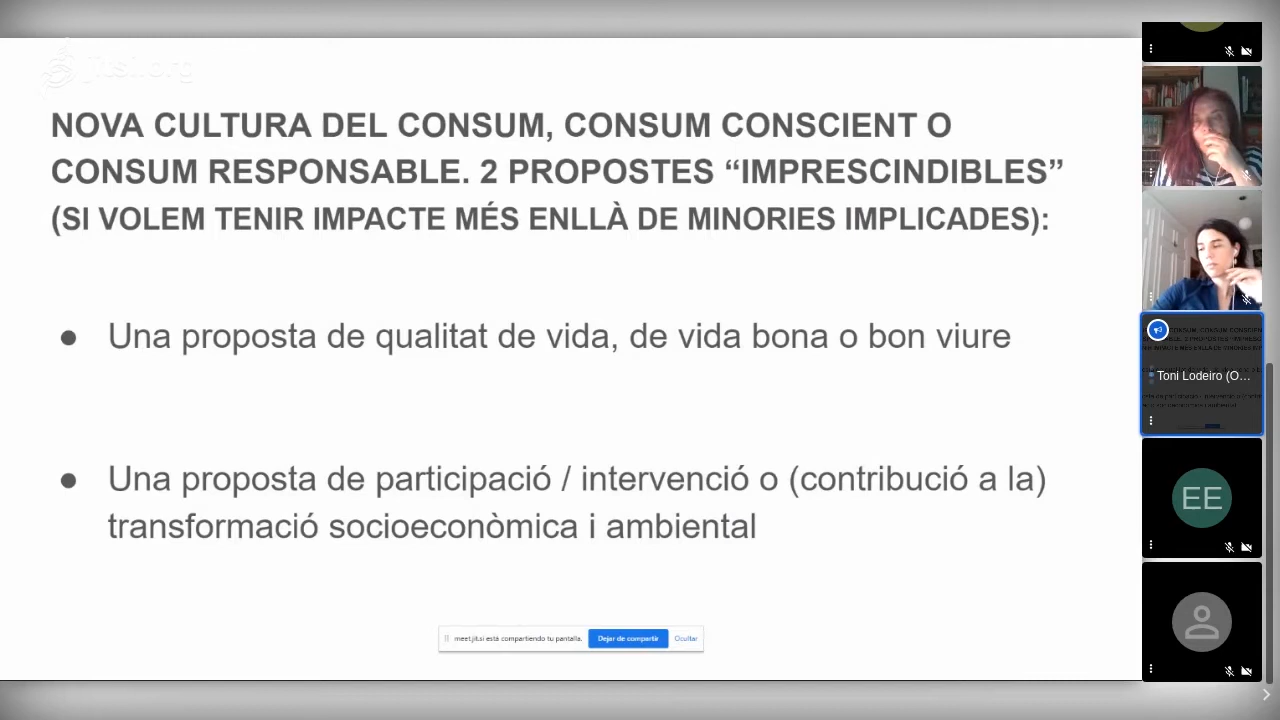 jitsi.org
NOVA CULTURA DEL CONSUM, CONSUM CONSCIENT O
CONSUM RESPONSABLE. 2 PROPOSTES “IMPRESCINDIBLES”
(SI VOLEM TENIR IMPACTE MÉS ENLLÀ DE MINORIES IMPLICADES):
● Una proposta de qualitat de vida, de vida bona o bon viure
● Una proposta de participació / intervenció o (contribució a la)
transformació socioeconòmica i ambiental
meet.jit.si está compartiendo tu pantalla.
Dejar de compartir
Ocultar
Toni Lodeiro (O...
EE